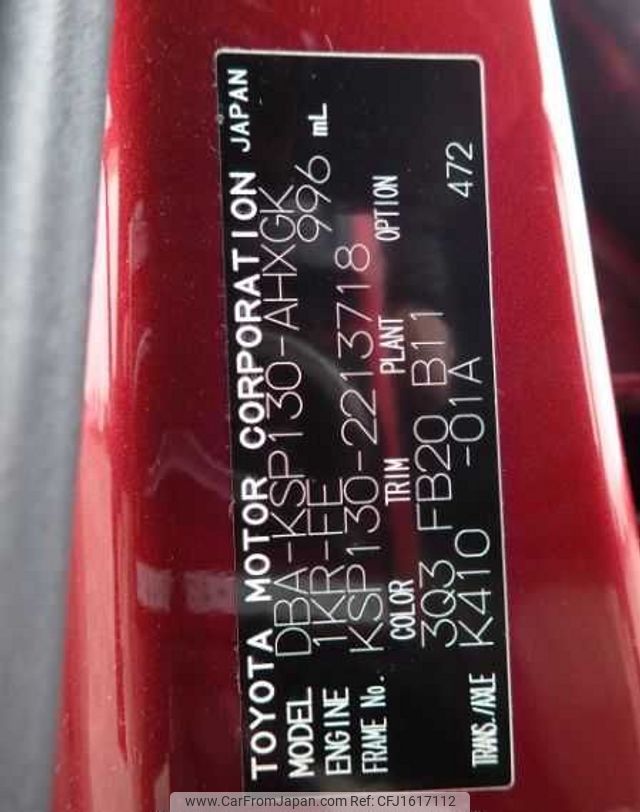 TOYOTA MOTOR CORPORATION JAPAN
MODEL DBA-KSP130-AHXGK
ENGINE 1KR-FE 996 mL
FRAME No. KSP130-2213718
COLOR TRIM PLANT OPTION
3Q3 FB20 B11
TRANS./AXLE K410 -01A 472
www.CarFromJapan.com Ref: CFJ1617112